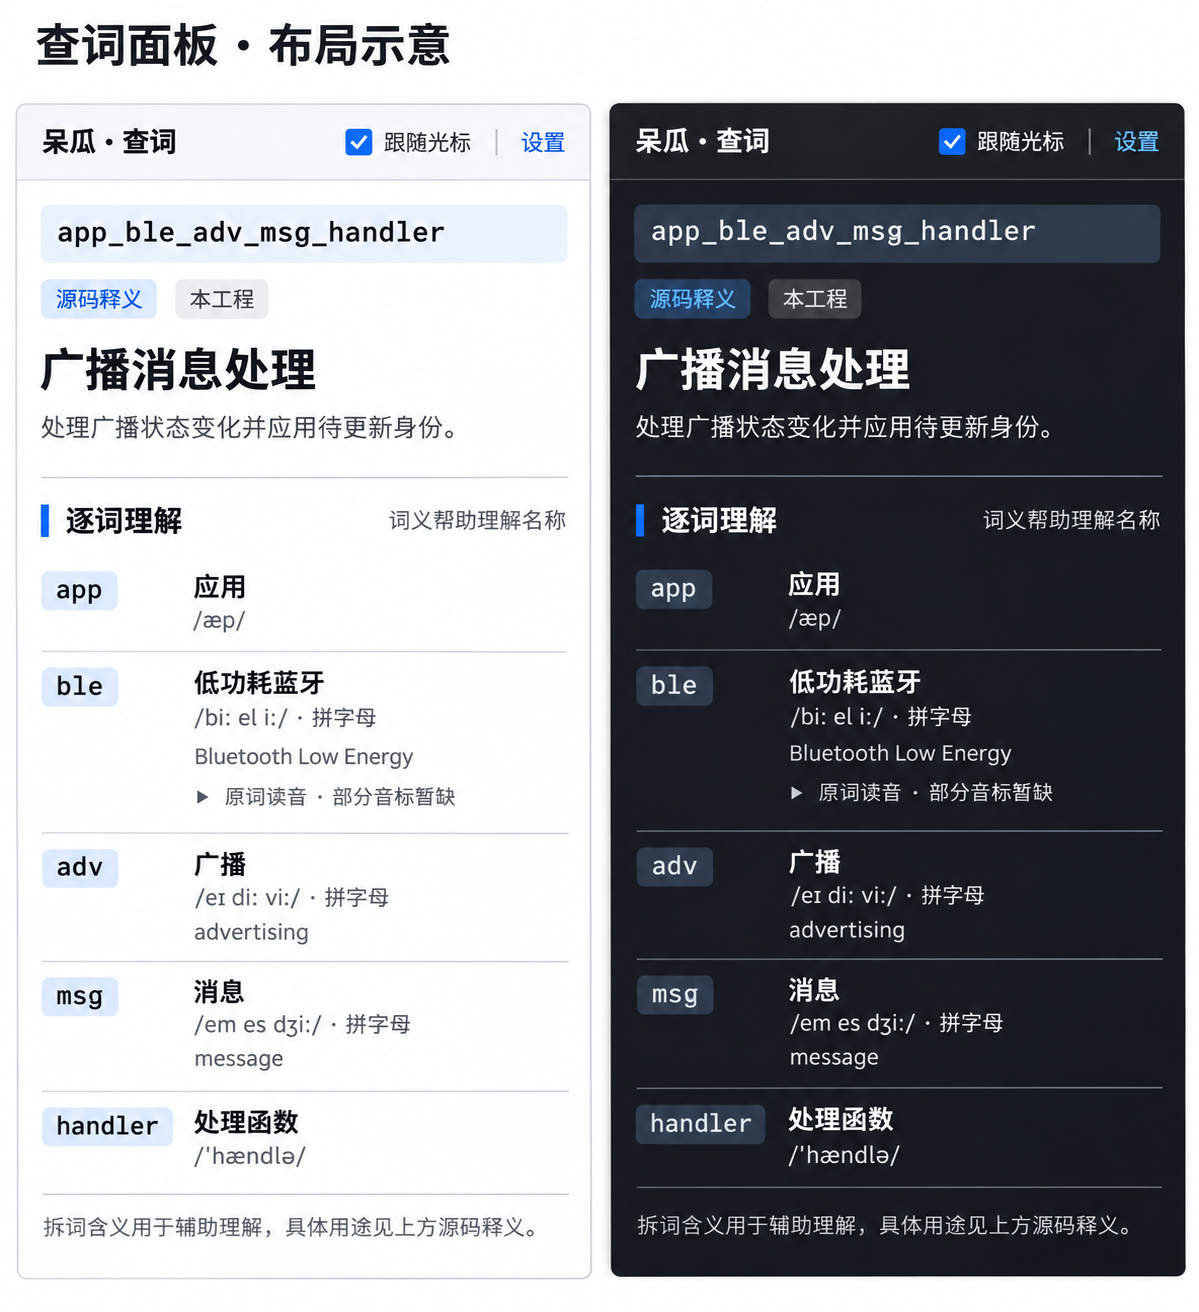 查词面板・布局示意
呆瓜・查词
跟随光标 | 设置
app_ble_adv_msg_handler
源码释义
本工程
广播消息处理
处理广播状态变化并应用待更新身份。
逐词理解
词义帮助理解名称
app
应用
/æp/
ble
低功耗蓝牙
/biː el iː/ · 拼字母
Bluetooth Low Energy
▶ 原词读音 · 部分音标暂缺
adv
广播
/eɪ diː viː/ · 拼字母
advertising
msg
消息
/em es dʒiː/ · 拼字母
message
handler
处理函数
/ˈhændlə/
拆词含义用于辅助理解，具体用途见上方源码释义。
呆瓜・查词
跟随光标 | 设置
app_ble_adv_msg_handler
源码释义
本工程
广播消息处理
处理广播状态变化并应用待更新身份。
逐词理解
词义帮助理解名称
app
应用
/æp/
ble
低功耗蓝牙
/biː el iː/ · 拼字母
Bluetooth Low Energy
▶ 原词读音 · 部分音标暂缺
adv
广播
/eɪ diː viː/ · 拼字母
advertising
msg
消息
/em es dʒiː/ · 拼字母
message
handler
处理函数
/ˈhændlə/
拆词含义用于辅助理解，具体用途见上方源码释义。